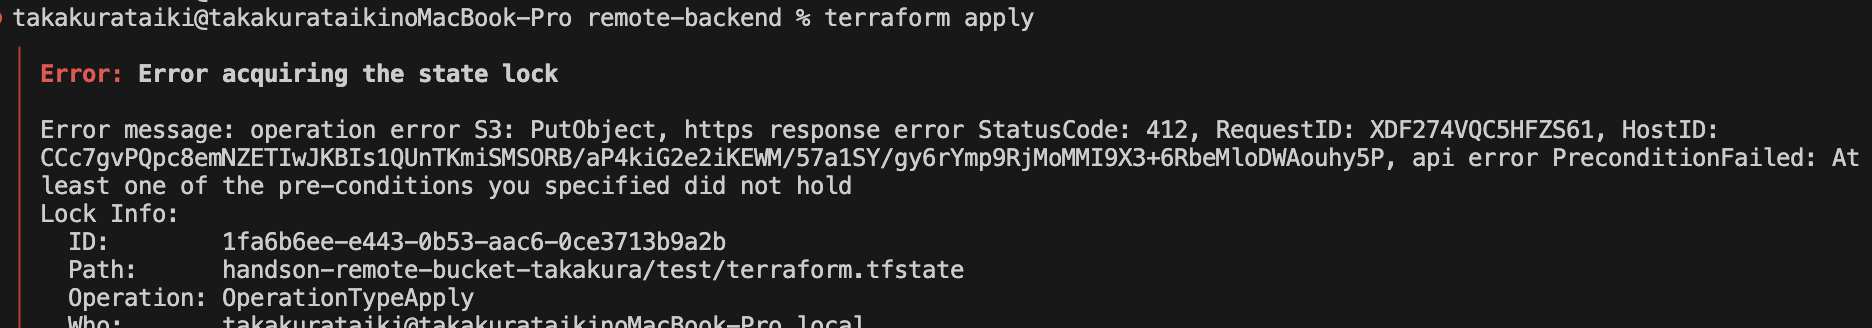 takakurataiki@takakurataikinoMacBook-Pro remote-backend % terraform apply
Error: Error acquiring the state lock
Error message: operation error S3: PutObject, https response error StatusCode: 412, RequestID: XDF274VQC5HFZS61, HostID:
CCc7gvPQpc8emNZETIwJKBIs1QUnTKmiSMSORB/aP4kiG2e2iKEWM/57a1SY/gy6rYmp9RjMoMMI9X3+6RbeMloDWAouhy5P, api error PreconditionFailed: At
least one of the pre-conditions you specified did not hold
Lock Info:
ID: 1fa6b6ee-e443-0b53-aac6-0ce3713b9a2b
Path: handson-remote-bucket-takakura/test/terraform.tfstate
Operation: OperationTypeApply
Who: takakurataiki@takakurataikinoMacBook-Pro.local